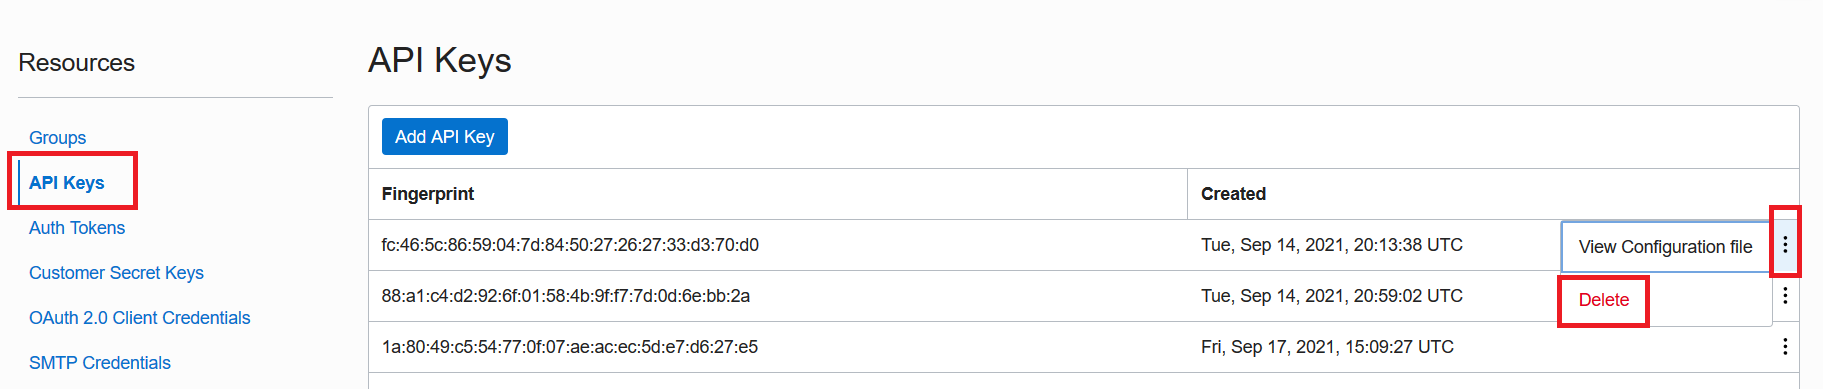 Resources
Groups
API Keys
Auth Tokens
Customer Secret Keys
OAuth 2.0 Client Credentials
SMTP Credentials
API Keys
Add API Key
Fingerprint Created
fc:46:5c:86:59:04:7d:84:50:27:26:27:33:d3:70:d0 Tue, Sep 14, 2021, 20:13:38 UTC View Configuration file
88:a1:c4:d2:92:6f:01:58:4b:9f:f7:7d:0d:6e:bb:2a Tue, Sep 14, 2021, 20:59:02 UTC Delete
1a:80:49:c5:54:77:0f:07:ae:ac:ec:5d:e7:d6:27:e5 Fri, Sep 17, 2021, 15:09:27 UTC